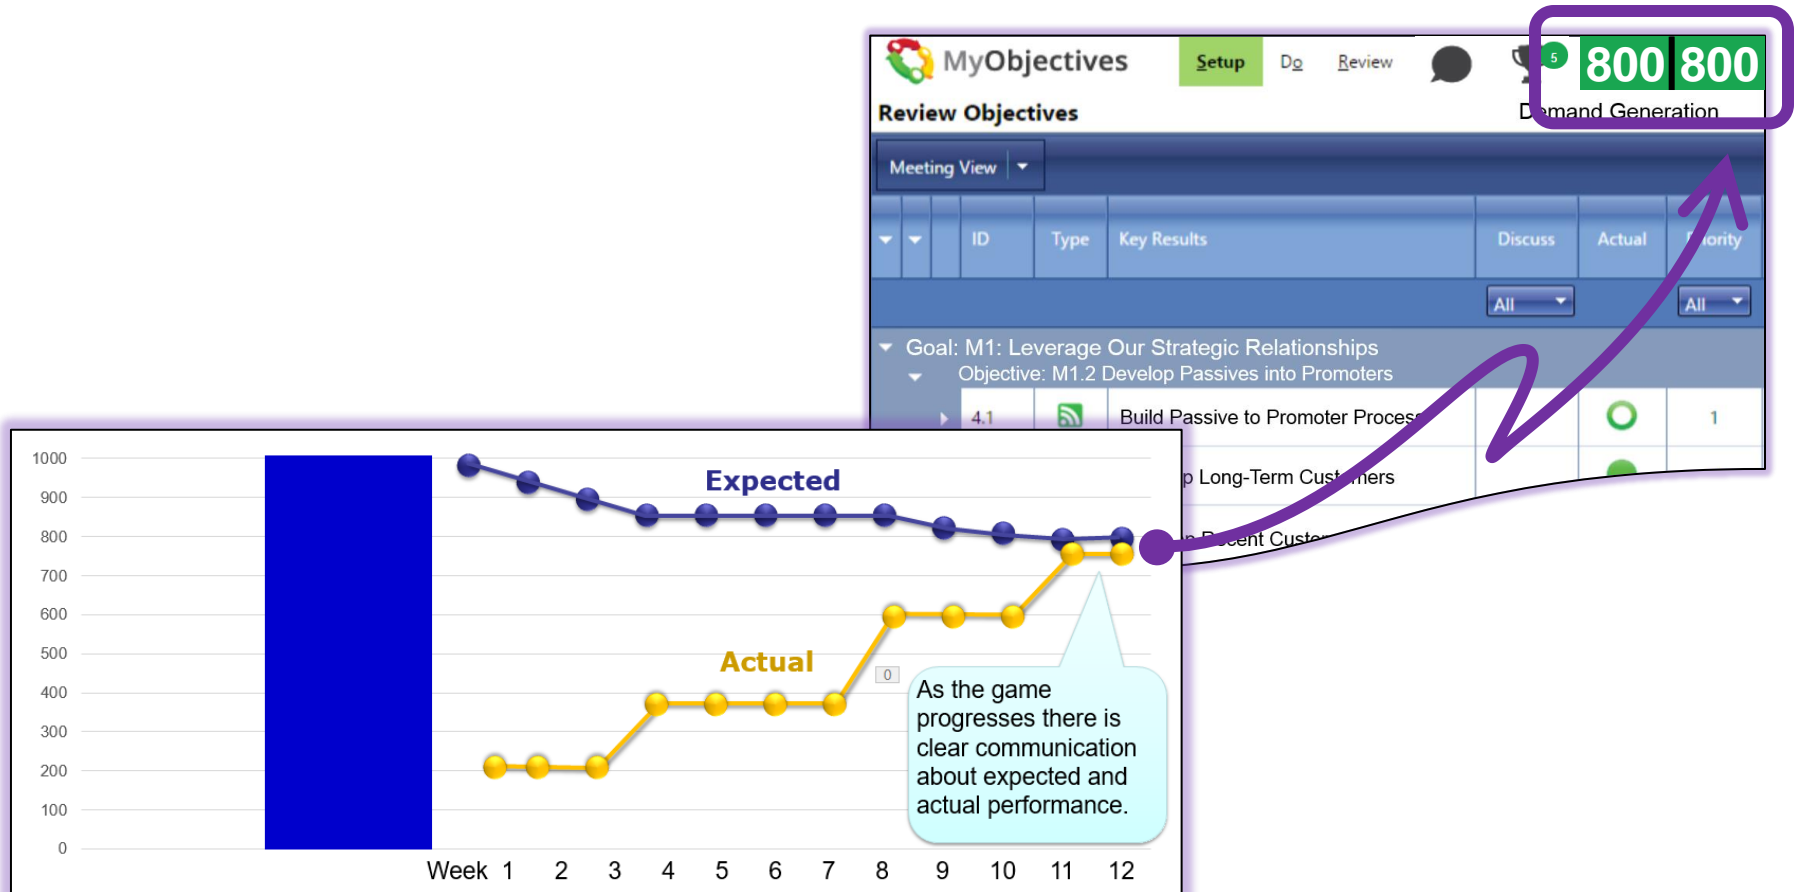 MyObjectives
Setup
Do
Review
5
800 800
Review Objectives
Demand Generation
Meeting View
ID
Type
Key Results
Discuss
Actual
Priority
All
All
Goal: M1: Leverage Our Strategic Relationships
Objective: M1.2 Develop Passives into Promoters
4.1
Build Passive to Promoter Process
1
p Long-Term Customers
Recent
1000
900
800
700
600
500
400
300
200
100
0
Expected
Actual
0
As the game
progresses there is
clear communication
about expected and
actual performance.
Week 1 2 3 4 5 6 7 8 9 10 11 12